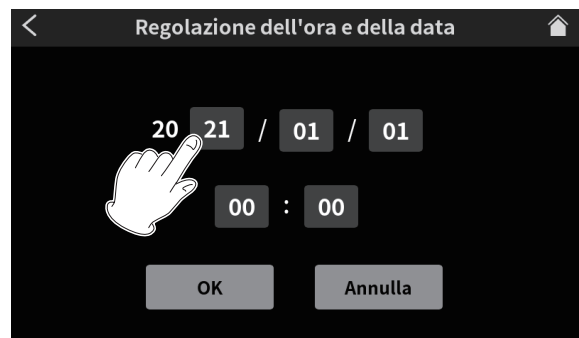 Regolazione dell'ora e della data
20 21 / 01 / 01
00 : 00
OK Annulla